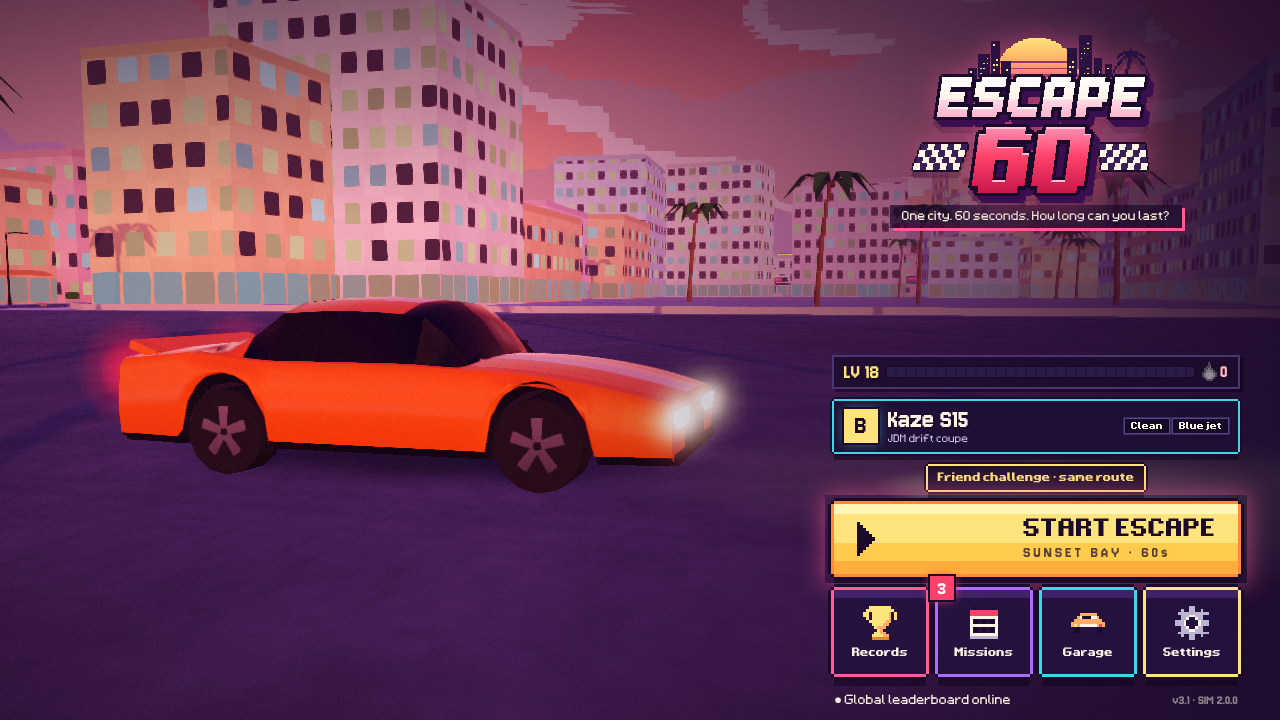 ESCAPE
60
One city. 60 seconds. How long can you last?
LV 18
0
B
Kaze S15
JDM drift coupe
Clean
Blue jet
Friend challenge · same route
START ESCAPE
SUNSET BAY · 60s
3
Records
Missions
Garage
Settings
Global leaderboard online
v3.1 · SIM 2.0.0